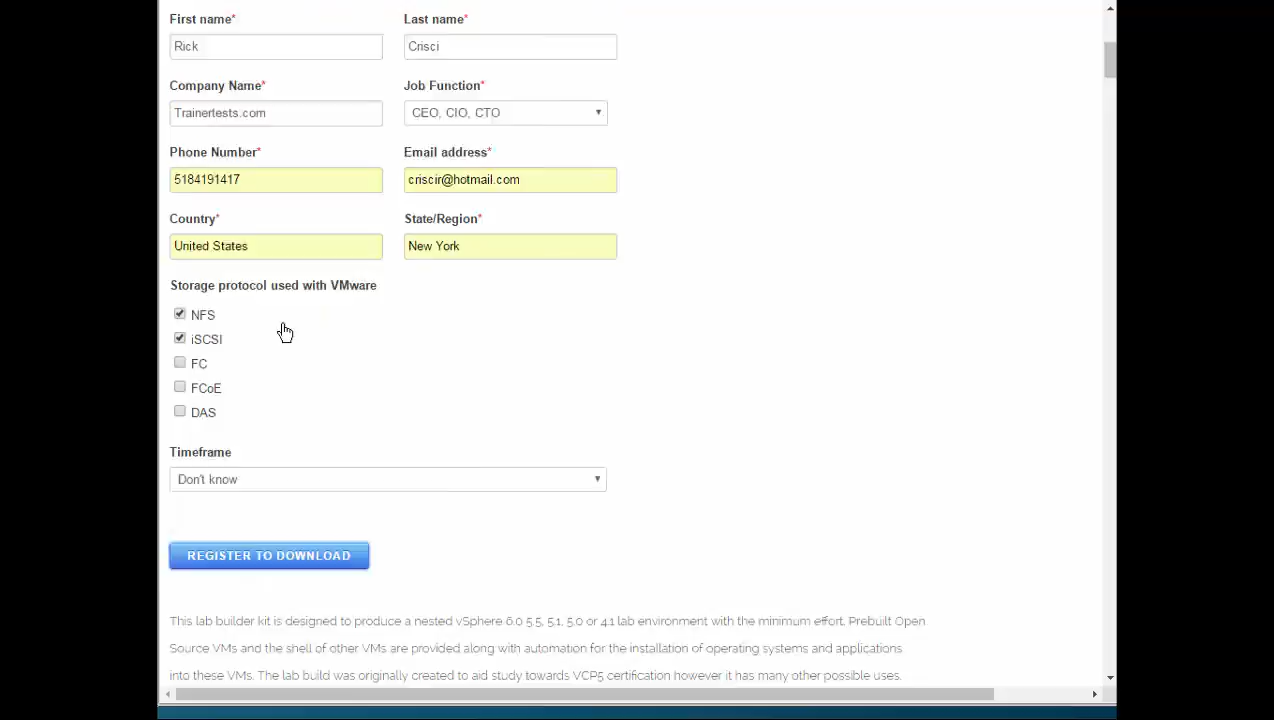 First name* Last name*
Rick Crisci
Company Name* Job Function*
Trainertests.com CEO, CIO, CTO
Phone Number* Email address*
5184191417 criscir@hotmail.com
Country* State/Region*
United States New York
Storage protocol used with VMware
NFS
iSCSI
FC
FCoE
DAS
Timeframe
Don't know
REGISTER TO DOWNLOAD
This lab builder kit is designed to produce a nested vSphere 6.0 5.5, 5.1, 5.0 or 4.1 lab environment with the minimum effort. Prebuilt Open
Source VMs and the shell of other VMs are provided along with automation for the installation of operating systems and applications
into these VMs. The lab build was originally created to aid study towards VCP5 certification however it has many other possible uses.